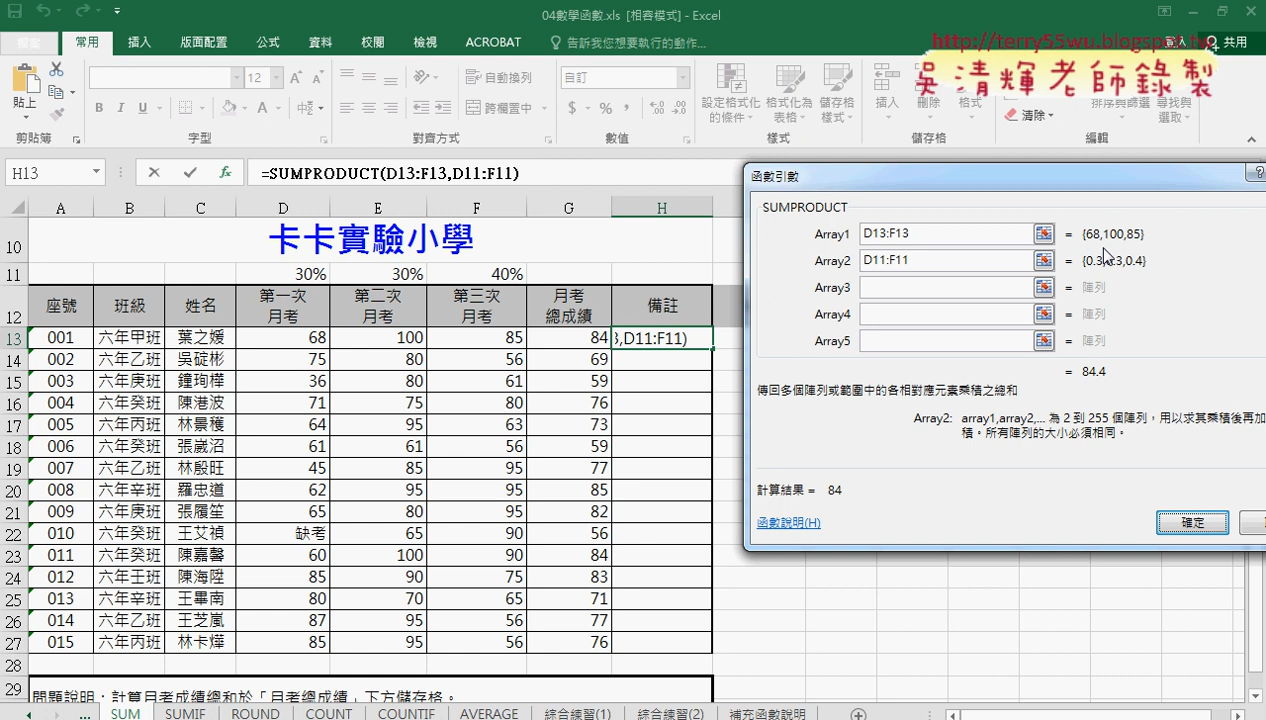 04數學函數.xls [相容模式] - Excel
http://terry55wu.blogspot.tw
吳清輝老師錄製
常用 插入 版面配置 公式 資料 校閱 檢視 ACROBAT 告訴我您想要執行的動作... 登入 共用
貼上 12 自動換列 自訂 設定格式化的條件 格式化為表格 儲存格樣式 插入 刪除 格式 排序與篩選 尋找與選取
B I U A 中 跨欄置中 $ % , 清除
剪貼簿 字型 對齊方式 數值 樣式 儲存格 編輯
H13 fx =SUMPRODUCT(D13:F13,D11:F11)
A B C D E F G H
10 卡卡實驗小學
11 30% 30% 40%
12 座號 班級 姓名 第一次月考 第二次月考 第三次月考 月考總成績 備註
13 001 六年甲班 葉之媛 68 100 85 84 3,D11:F11)
14 002 六年乙班 吳碇彬 75 80 56 69
15 003 六年庚班 鐘珣樺 36 80 61 59
16 004 六年癸班 陳港波 71 75 80 76
17 005 六年丙班 林景穫 64 95 63 73
18 006 六年癸班 張崴沼 61 61 56 59
19 007 六年乙班 林殷旺 45 85 95 77
20 008 六年辛班 羅忠道 62 95 95 85
21 009 六年庚班 張履笙 65 80 95 82
22 010 六年癸班 王艾禎 缺考 65 90 56
23 011 六年癸班 陳嘉馨 60 100 90 84
24 012 六年壬班 陳海陞 85 90 75 83
25 013 六年辛班 王畢南 80 70 65 71
26 014 六年乙班 王芝嵐 87 95 56 77
27 015 六年丙班 林卡燁 85 95 56 76
28
29 問題說明：計算月考成績總和於「月考總成績」下方儲存格。
... SUM SUMIF ROUND COUNT COUNTIF AVERAGE 綜合練習(1) 綜合練習(2) 補充函數說明
函數引數 ?
SUMPRODUCT
Array1 D13:F13 = {68,100,85}
Array2 D11:F11 = {0.3,0.3,0.4}
Array3 = 陣列
Array4 = 陣列
Array5 = 陣列
= 84.4
傳回多個陣列或範圍中的各相對應元素乘積之總和
Array2: array1,array2,... 為 2 到 255 個陣列，用以求其乘積後再加
積。所有陣列的大小必須相同。
計算結果 = 84
函數說明(H) 確定